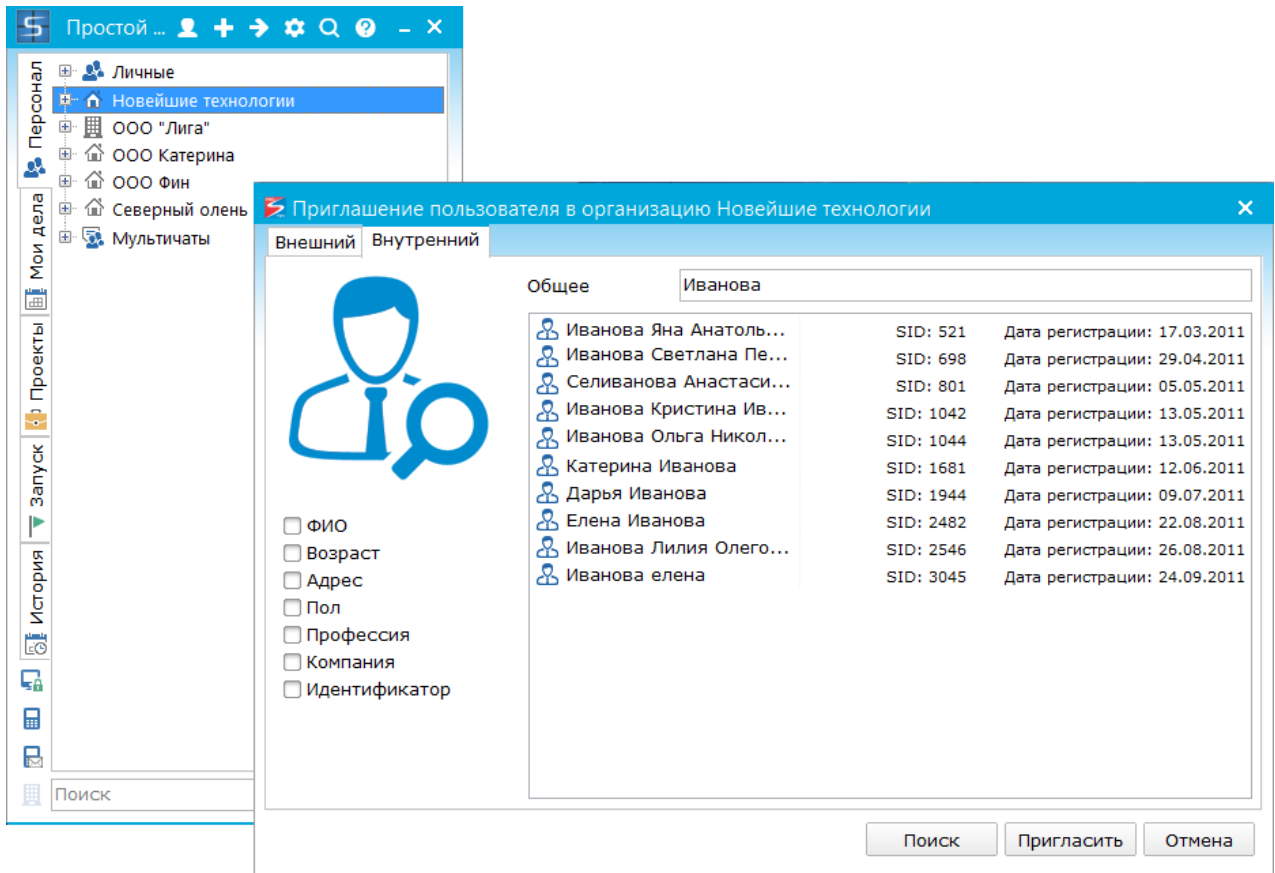 Простой ...
Персонал
Мои дела
Проекты
Запуск
История
Личные
Новейшие технологии
ООО "Лига"
ООО Катерина
ООО Фин
Северный олень
Мультичаты
Поиск
Приглашение пользователя в организацию Новейшие технологии
Внешний Внутренний
Общее Иванова
Иванова Яна Анатоль... SID: 521 Дата регистрации: 17.03.2011
Иванова Светлана Пе... SID: 698 Дата регистрации: 29.04.2011
Селиванова Анастаси... SID: 801 Дата регистрации: 05.05.2011
Иванова Кристина Ив... SID: 1042 Дата регистрации: 13.05.2011
Иванова Ольга Никол... SID: 1044 Дата регистрации: 13.05.2011
Катерина Иванова SID: 1681 Дата регистрации: 12.06.2011
Дарья Иванова SID: 1944 Дата регистрации: 09.07.2011
Елена Иванова SID: 2482 Дата регистрации: 22.08.2011
Иванова Лилия Олего... SID: 2546 Дата регистрации: 26.08.2011
Иванова елена SID: 3045 Дата регистрации: 24.09.2011
ФИО
Возраст
Адрес
Пол
Профессия
Компания
Идентификатор
Поиск Пригласить Отмена